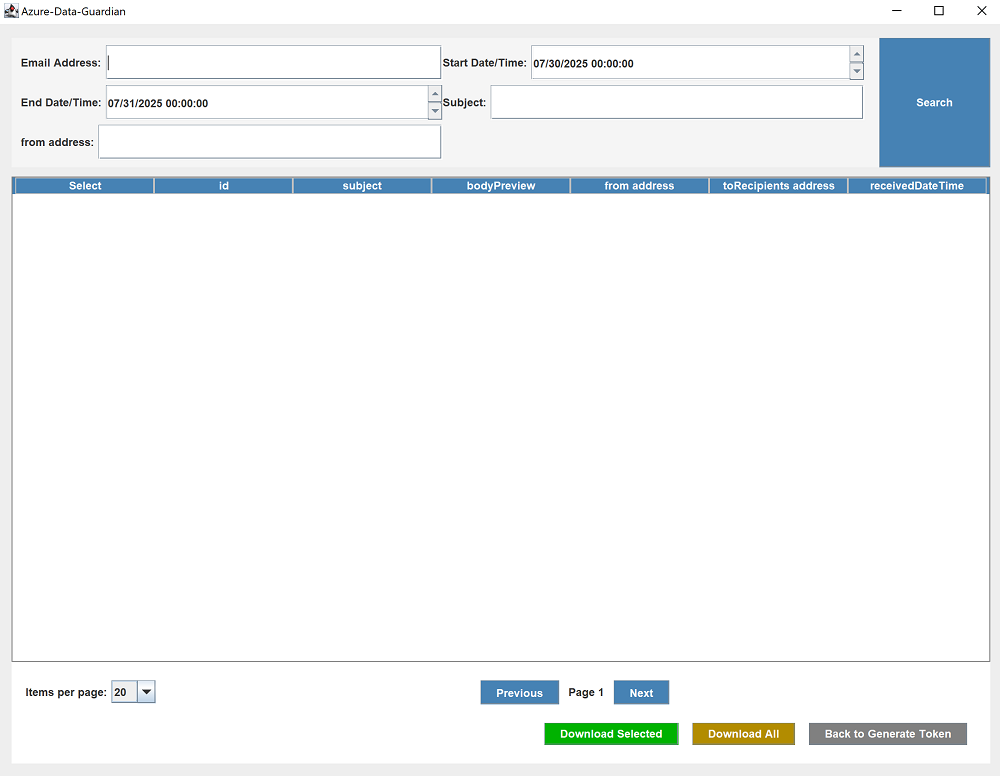 Azure-Data-Guardian
Email Address:
Start Date/Time: 07/30/2025 00:00:00
Search
End Date/Time: 07/31/2025 00:00:00
Subject:
from address:
Select id subject bodyPreview from address toRecipients address receivedDateTime
Items per page: 20
Previous Page 1 Next
Download Selected Download All Back to Generate Token